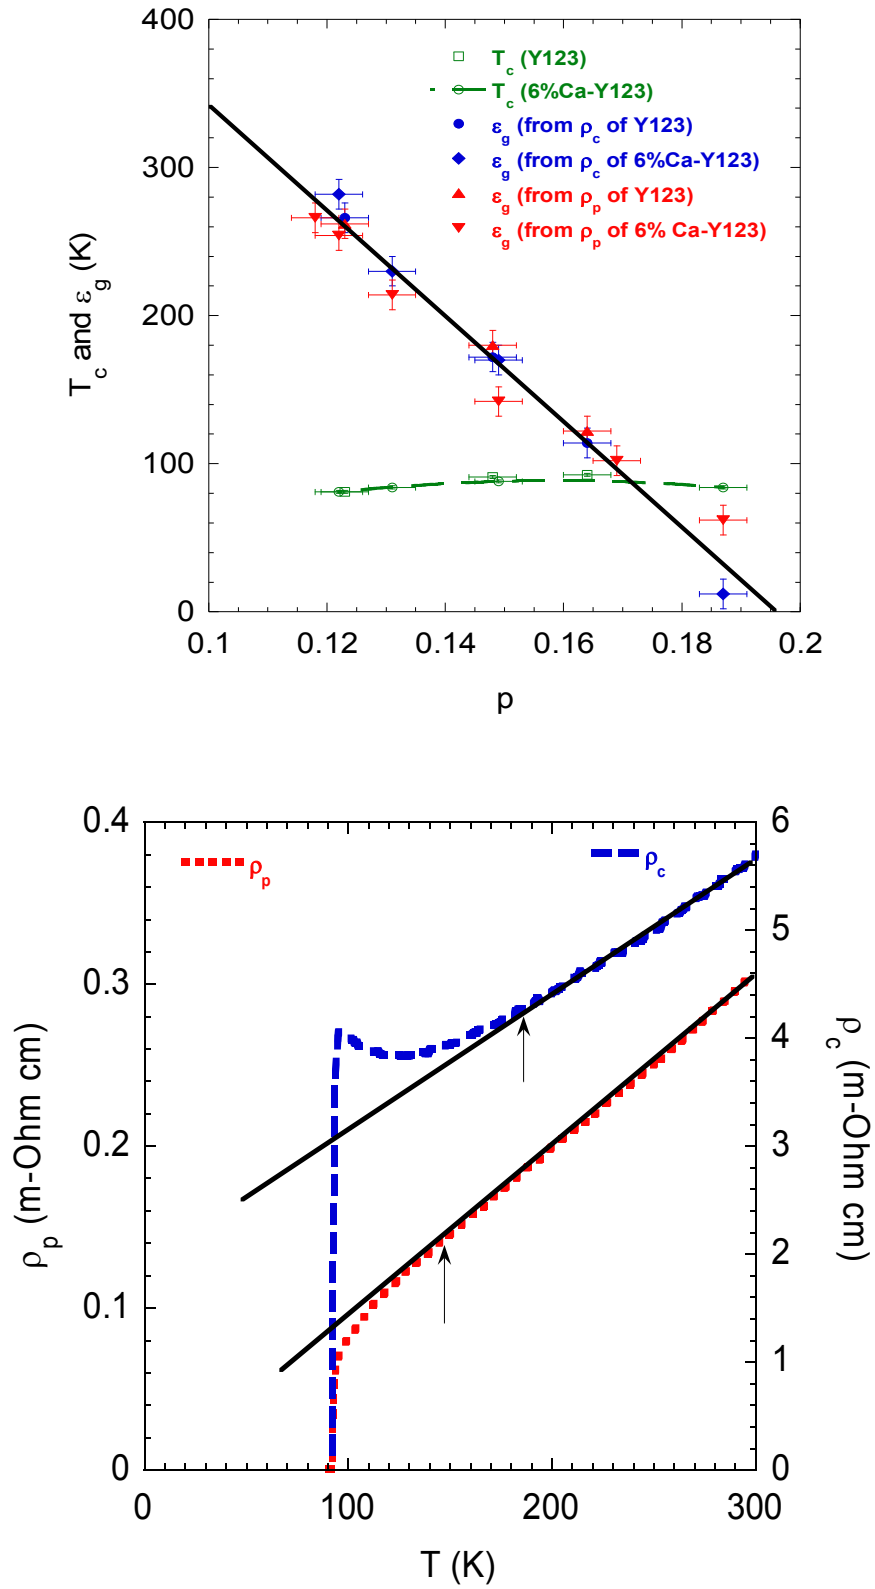 400
300
200
100
0
T_c and ε_g (K)
T_c (Y123)
T_c (6%Ca-Y123)
ε_g (from ρ_c of Y123)
ε_g (from ρ_c of 6%Ca-Y123)
ε_g (from ρ_p of Y123)
ε_g (from ρ_p of 6% Ca-Y123)
0.1 0.12 0.14 0.16 0.18 0.2
p
0.4
0.3
0.2
0.1
0
ρ_p (m-Ohm cm)
ρ_p
ρ_c
6
5
4
3
2
1
0
ρ_c (m-Ohm cm)
0 100 200 300
T (K)